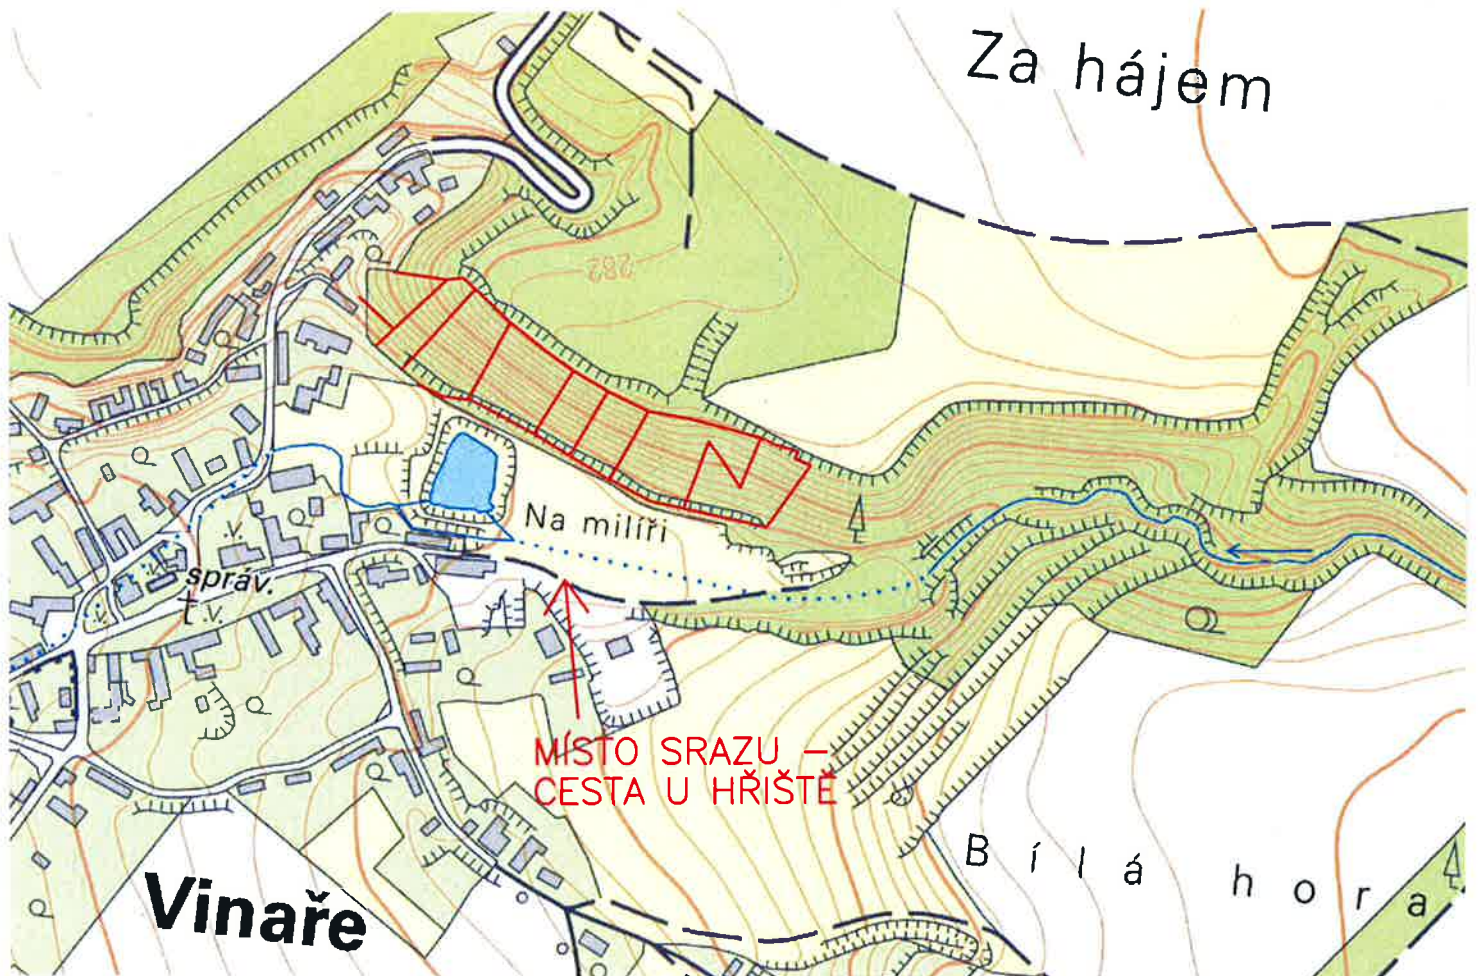 Za hájem
282
Na milíři
správ.
v.
v.
v.
MÍSTO SRAZU –
CESTA U HŘIŠTĚ
Bílá hora
Vinaře